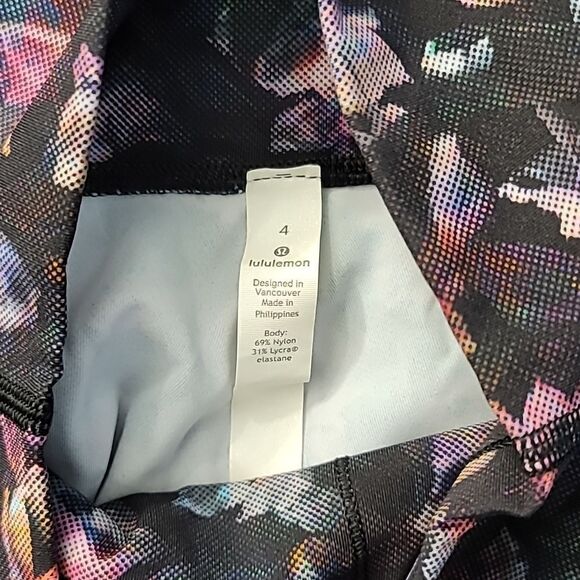 4
lululemon
Designed in
Vancouver
Made in
Philippines
Body:
69% Nylon
31% Lycra®
elastane